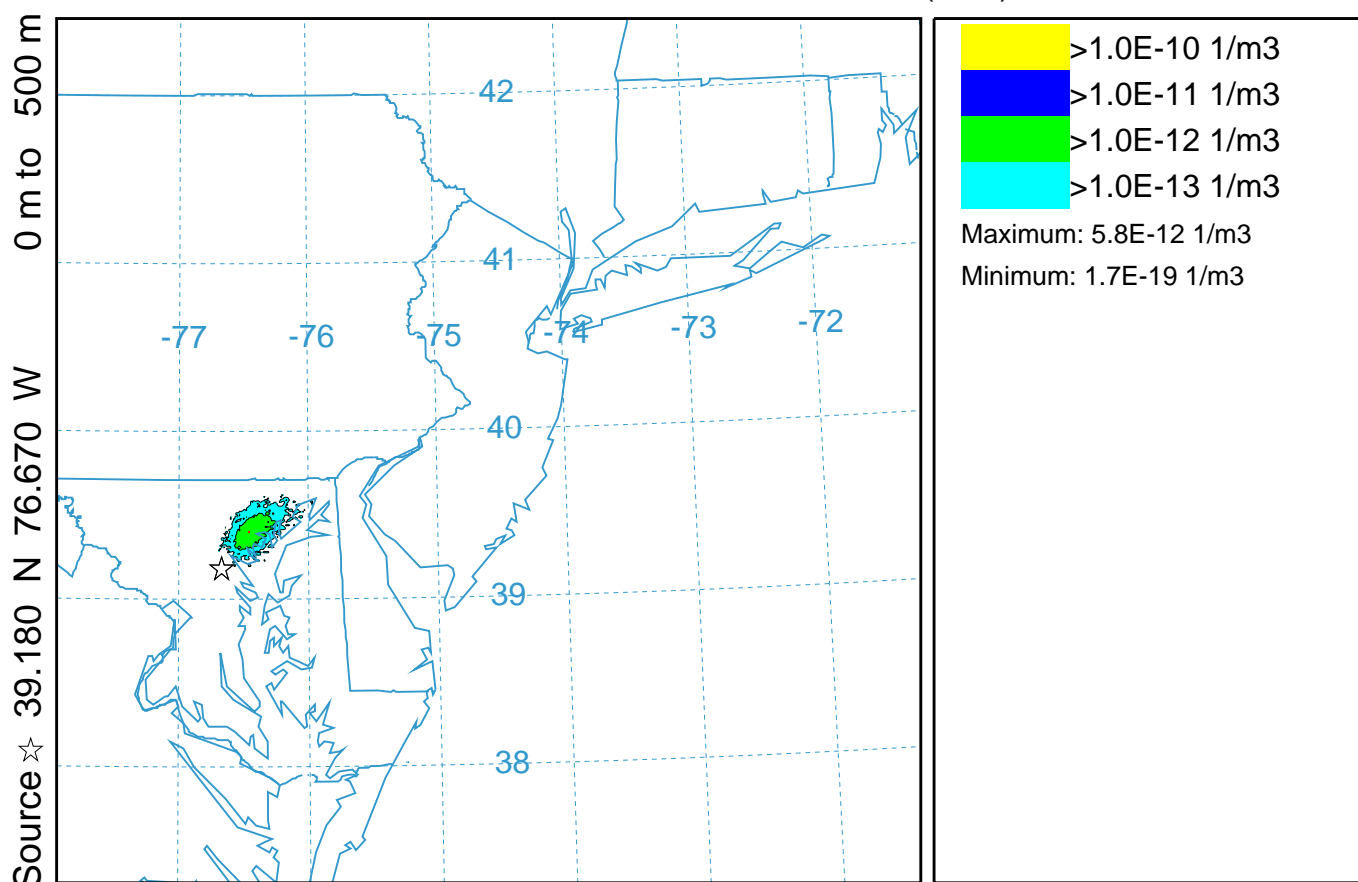 Source ☆ 39.180 N 76.670 W 0 m to 500 m
42
41
-77
-76
-75
-74
-73
-72
40
39
38
>1.0E-10 1/m3
>1.0E-11 1/m3
>1.0E-12 1/m3
>1.0E-13 1/m3
Maximum: 5.8E-12 1/m3
Minimum: 1.7E-19 1/m3